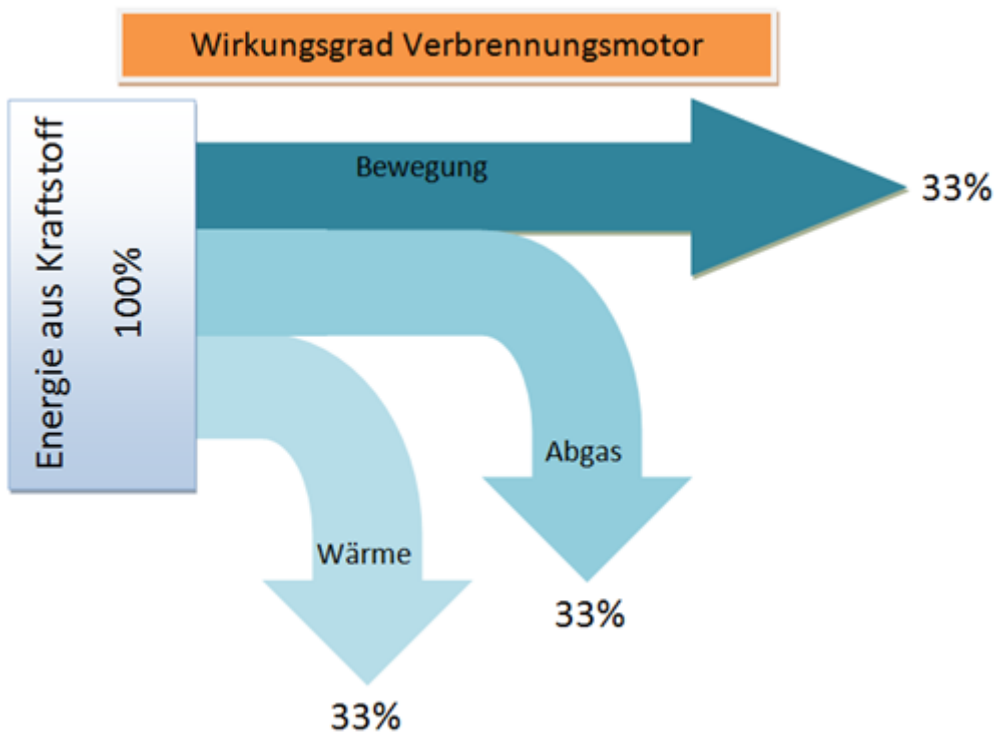 Wirkungsgrad Verbrennungsmotor
Energie aus Kraftstoff
100%
Bewegung
33%
Abgas
33%
Wärme
33%